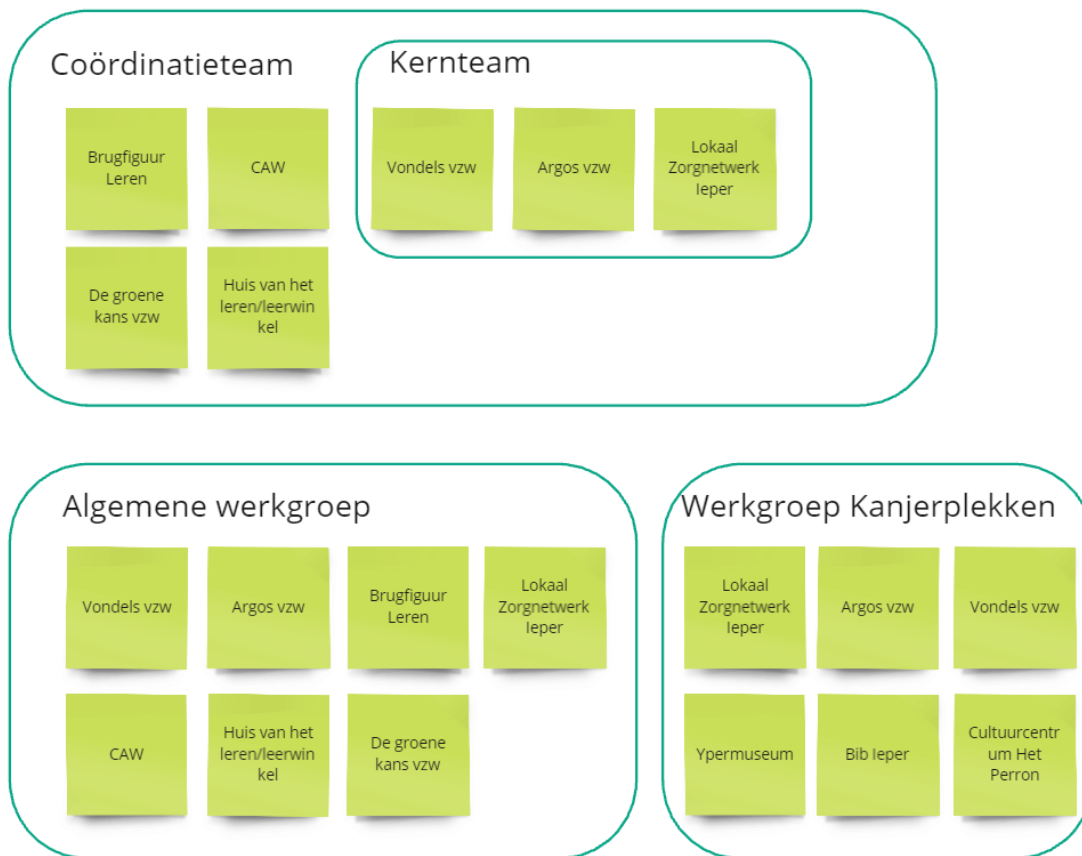 Coördinatieteam
Kernteam
Brugfiguur
Leren
CAW
Vondels vzw
Argos vzw
Lokaal
Zorgnetwerk
Ieper
De groene
kans vzw
Huis van het
leren/leerwin
kel
Algemene werkgroep
Vondels vzw
Argos vzw
Brugfiguur
Leren
Lokaal
Zorgnetwerk
Ieper
CAW
Huis van het
leren/leerwin
kel
De groene
kans vzw
Werkgroep Kanjerplekken
Lokaal
Zorgnetwerk
Ieper
Argos vzw
Vondels vzw
Ypermuseum
Bib Ieper
Cultuurcentr
um Het
Perron